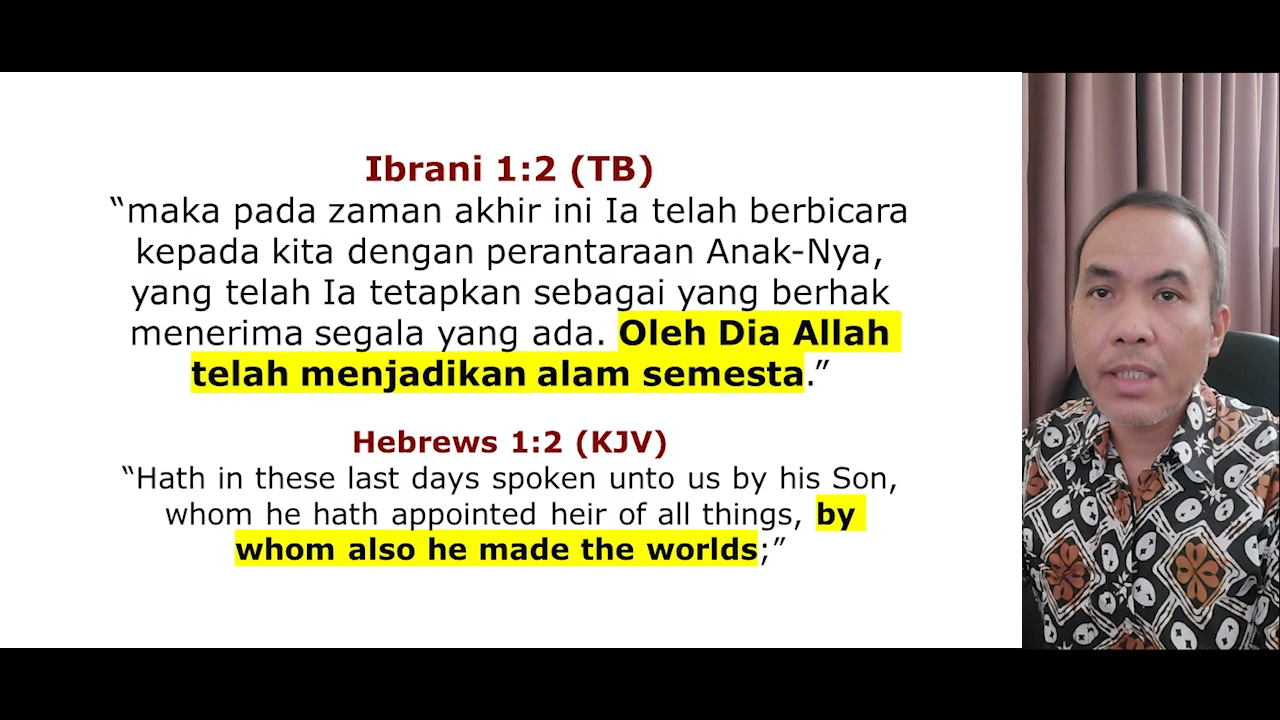 Ibrani 1:2 (TB)
“maka pada zaman akhir ini Ia telah berbicara
kepada kita dengan perantaraan Anak-Nya,
yang telah Ia tetapkan sebagai yang berhak
menerima segala yang ada. Oleh Dia Allah
telah menjadikan alam semesta.”
Hebrews 1:2 (KJV)
“Hath in these last days spoken unto us by his Son,
whom he hath appointed heir of all things, by
whom also he made the worlds;”